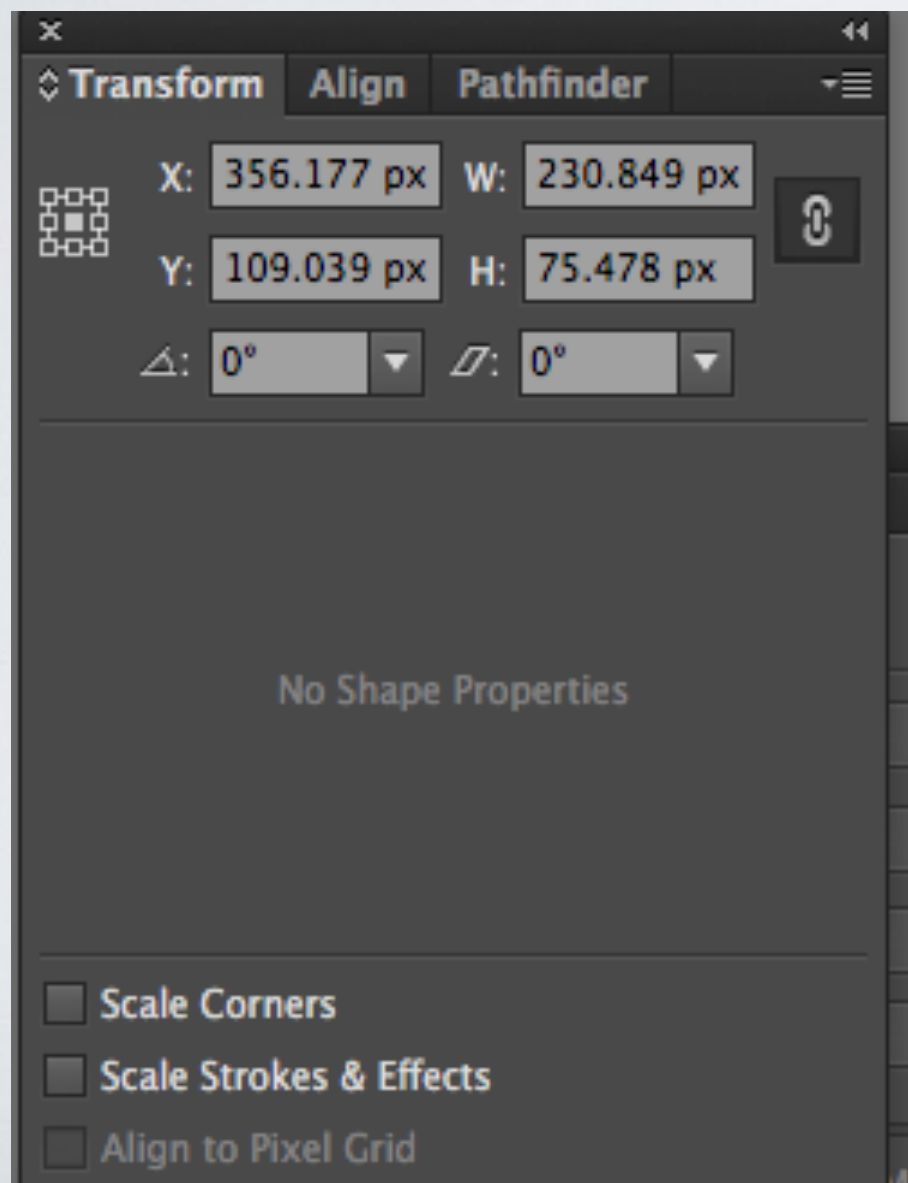 Transform Align Pathfinder
X: 356.177 px W: 230.849 px
Y: 109.039 px H: 75.478 px
0° : 0°
No Shape Properties
Scale Corners
Scale Strokes & Effects
Align to Pixel Grid